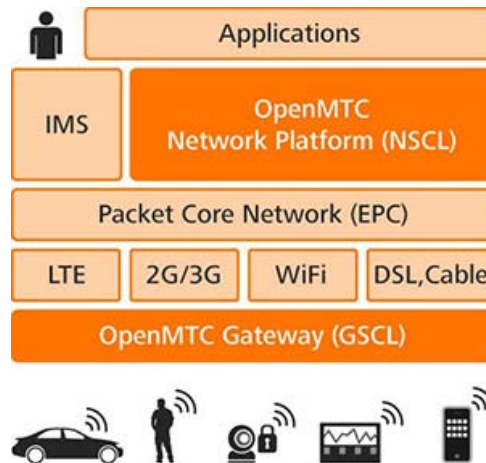 Applications
IMS
OpenMTC
Network Platform (NSCL)
Packet Core Network (EPC)
LTE
2G/3G
WiFi
DSL,Cable
OpenMTC Gateway (GSCL)